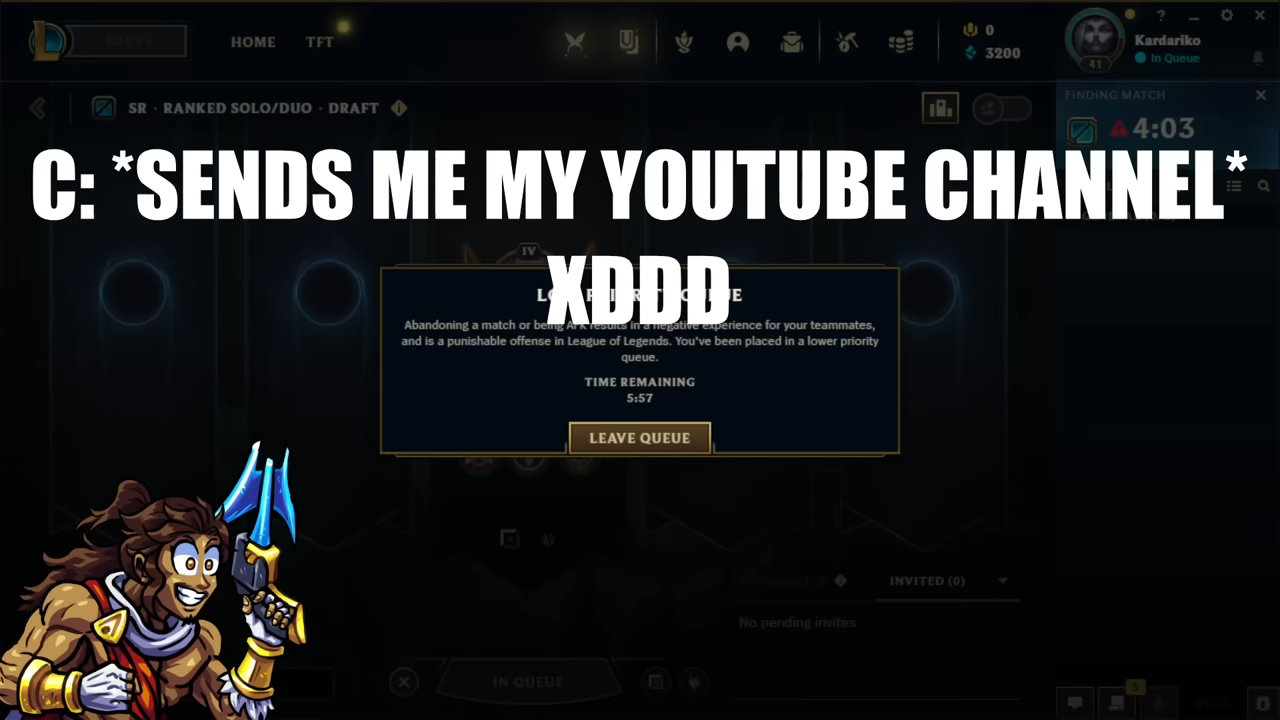 HOME
TFT
0
3200
?
Kardariko
In Queue
41
SR · RANKED SOLO/DUO · DRAFT
FINDING MATCH
4:03
C: *SENDS ME MY YOUTUBE CHANNEL*
XDDD
IV
Abandoning a match or being AFK results in a negative experience for your teammates,
and is a punishable offense in League of Legends. You've been placed in a lower priority
queue.
TIME REMAINING
5:57
LEAVE QUEUE
INVITED (0)
No pending invites
IN QUEUE
5